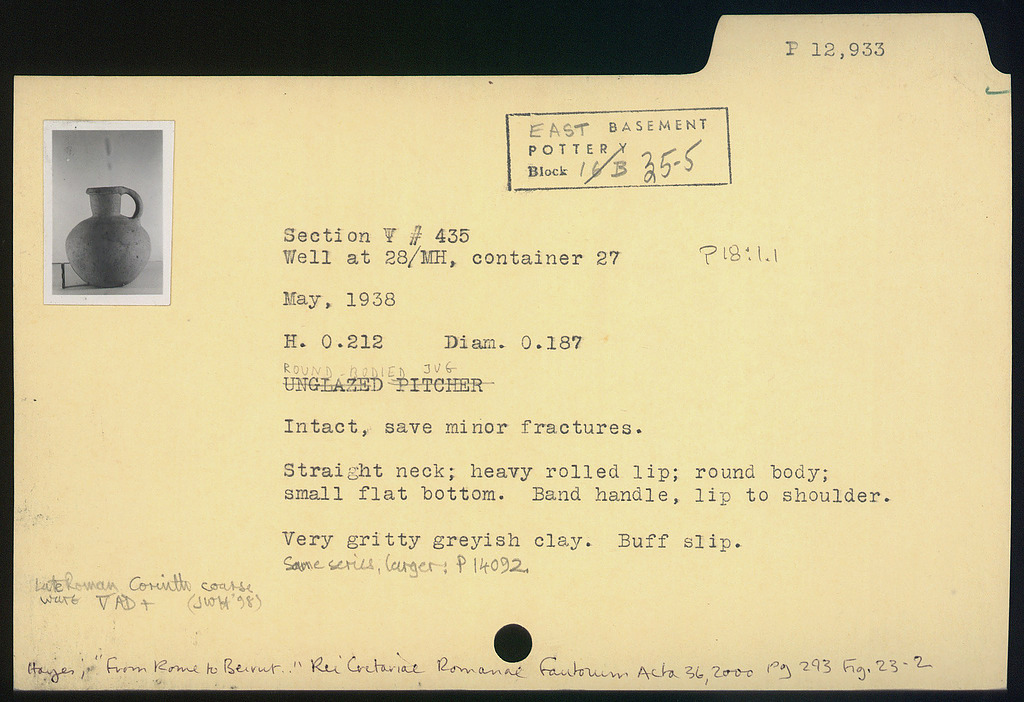 P 12,933
EAST BASEMENT
POTTERY
Block 16/B 35-5
Section Ψ # 435
Well at 28/MH, container 27
P 18:1.1
May, 1938
H. 0.212 Diam. 0.187
ROUND-BODIED JUG
UNGLAZED PITCHER
Intact, save minor fractures.
Straight neck; heavy rolled lip; round body;
small flat bottom. Band handle, lip to shoulder.
Very gritty greyish clay. Buff slip.
Same series, larger: P 14092.
Late Roman Corinth coarse
ware V AD + (JWH '98)
Hayes; "From Rome to Beirut.." Rei Cretariae Romanae Fautorum Acta 36, 2000 pg 293 Fig. 23-2